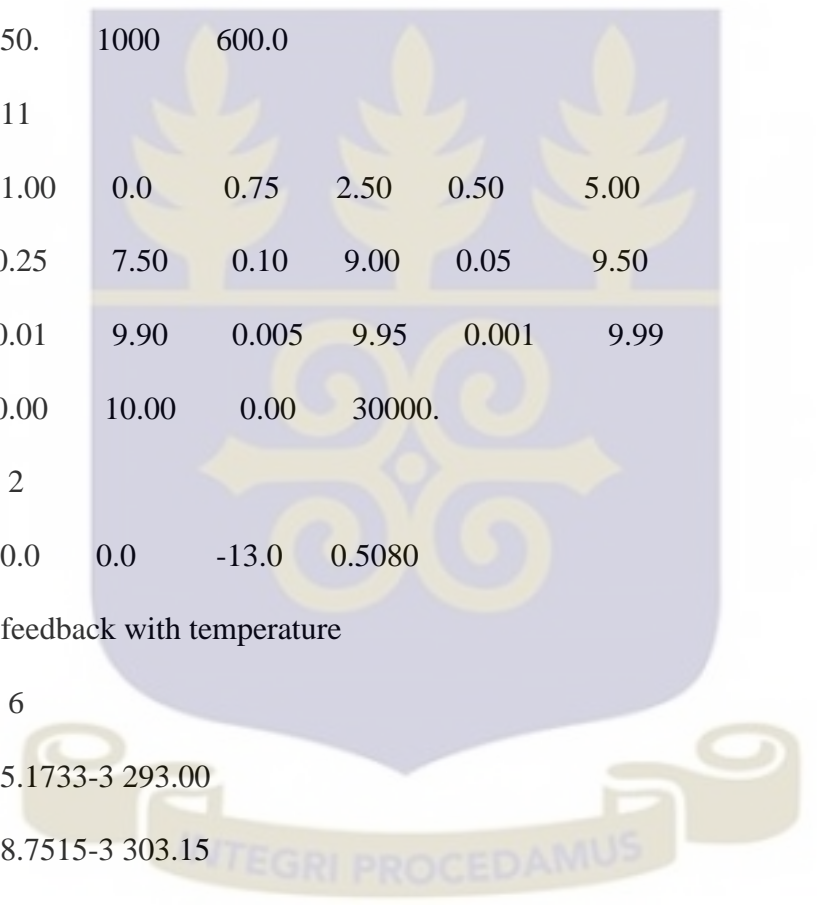 50. 1000 600.0
11
1.00 0.0 0.75 2.50 0.50 5.00
0.25 7.50 0.10 9.00 0.05 9.50
0.01 9.90 0.005 9.95 0.001 9.99
0.00 10.00 0.00 30000.
2
0.0 0.0 -13.0 0.5080
feedback with temperature
6
5.1733-3 293.00
8.7515-3 303.15
INTEGRI PROCEDAMUS